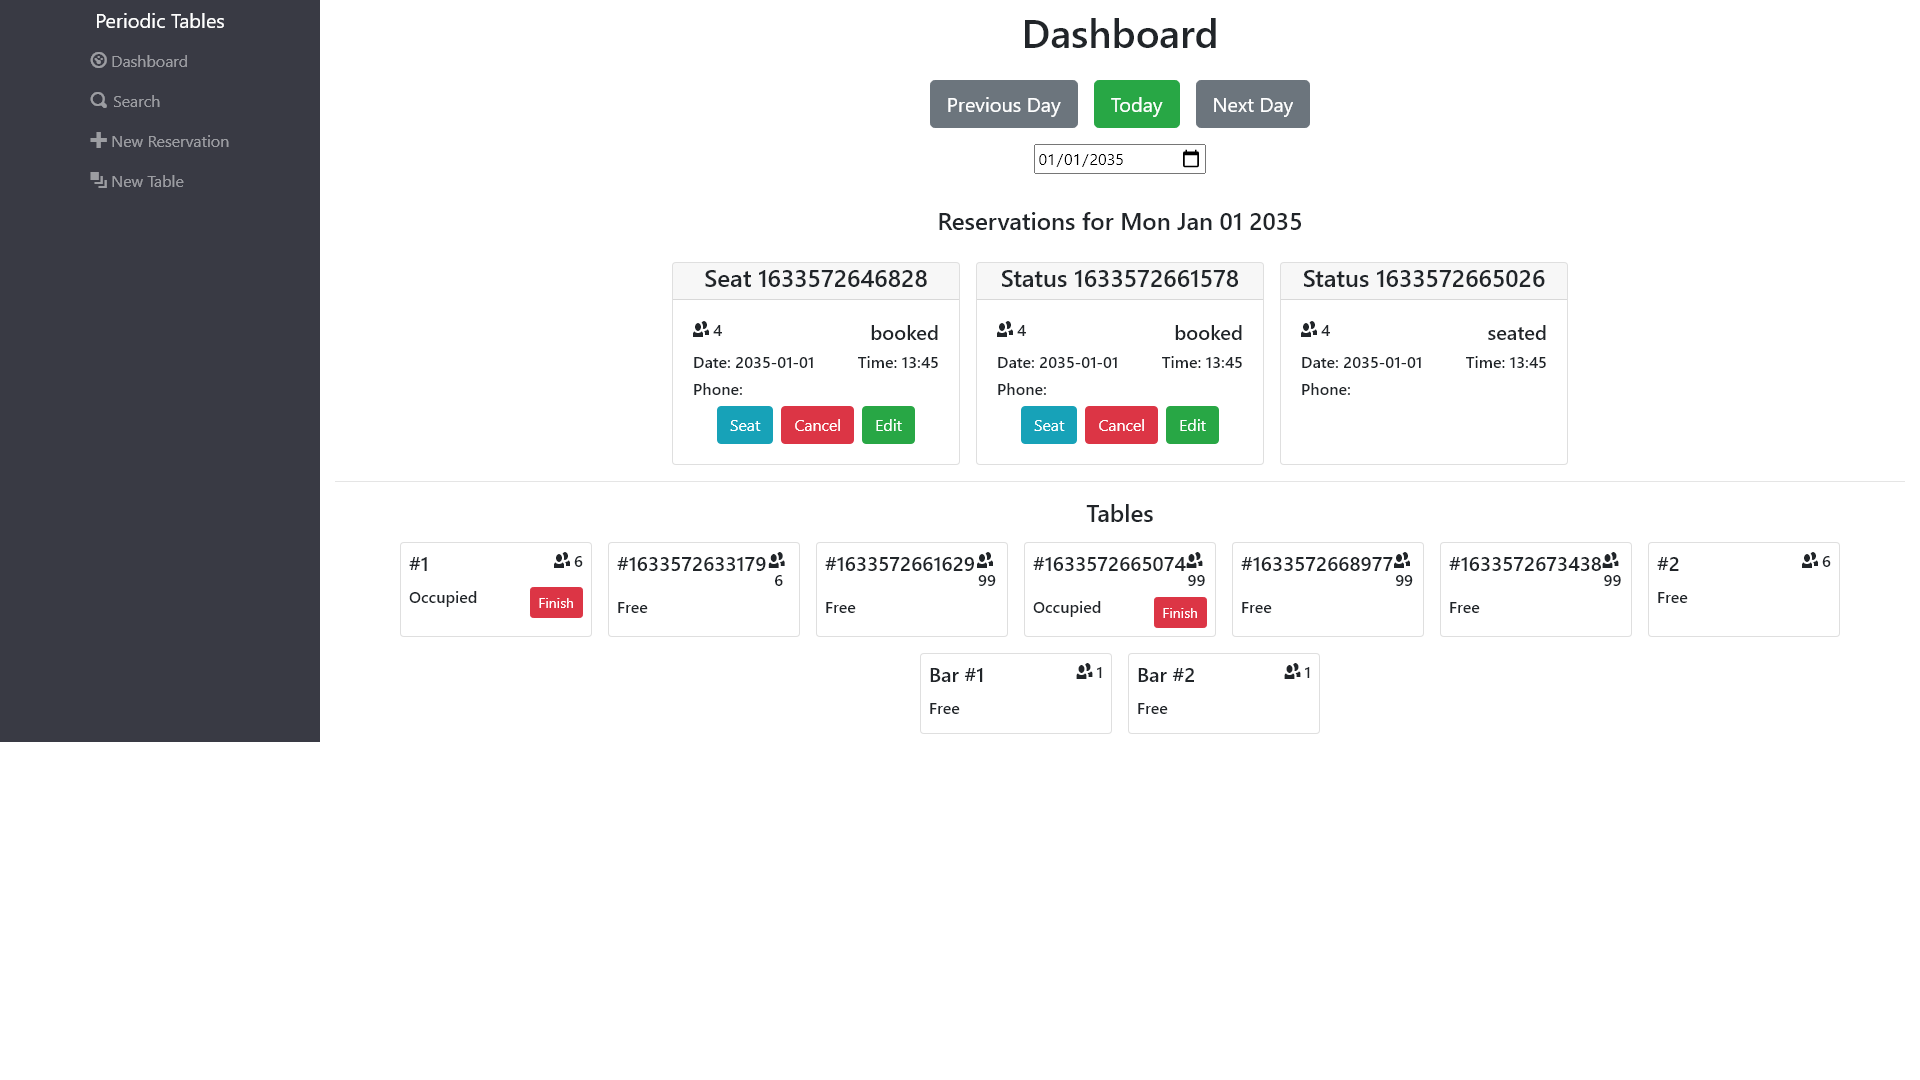 Periodic Tables
Dashboard
Search
New Reservation
New Table
Dashboard
Previous Day Today Next Day
01/01/2035
Reservations for Mon Jan 01 2035
Seat 1633572646828
4 booked
Date: 2035-01-01 Time: 13:45
Phone:
Seat Cancel Edit
Status 1633572661578
4 booked
Date: 2035-01-01 Time: 13:45
Phone:
Seat Cancel Edit
Status 1633572665026
4 seated
Date: 2035-01-01 Time: 13:45
Phone:
Tables
#1 6
Occupied Finish
#1633572633179 6
Free
#1633572661629 99
Free
#1633572665074 99
Occupied Finish
#1633572668977 99
Free
#1633572673438 99
Free
#2 6
Free
Bar #1 1
Free
Bar #2 1
Free